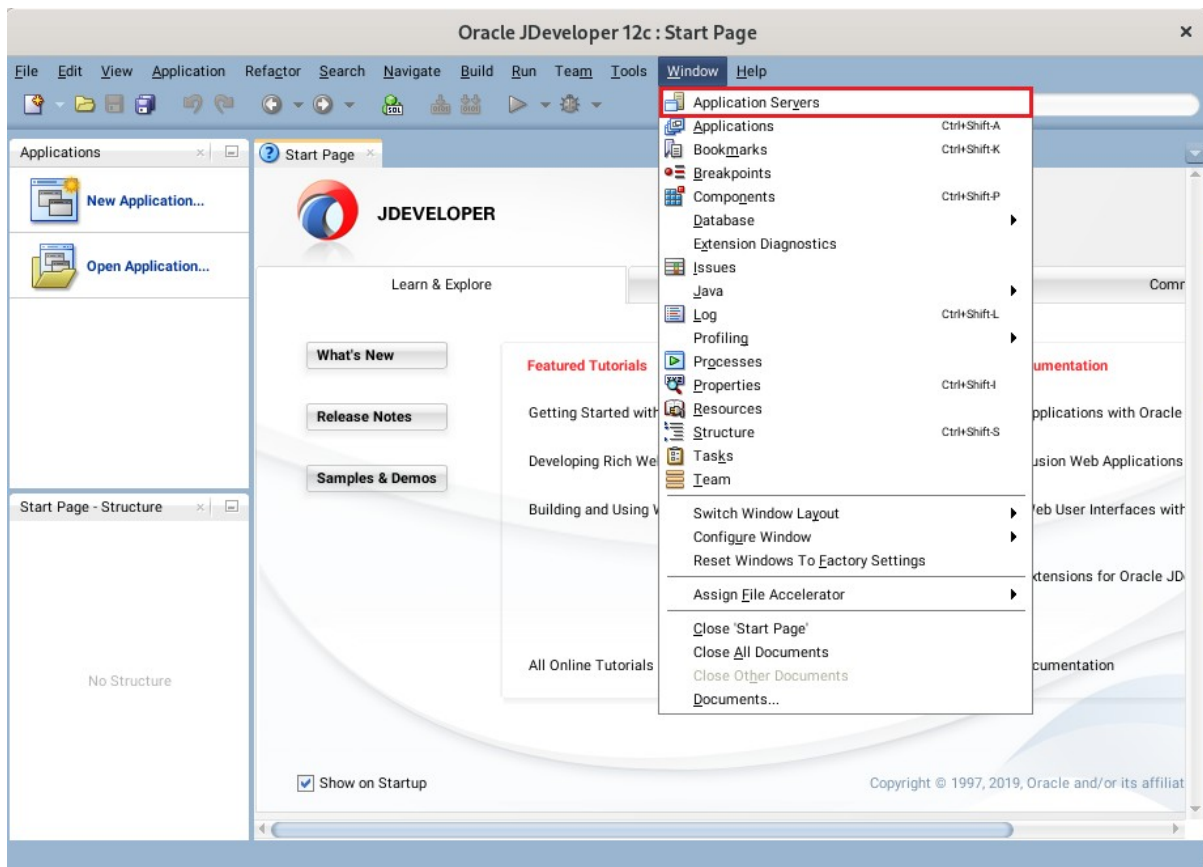 Oracle JDeveloper 12c : Start Page
File Edit View Application Refactor Search Navigate Build Run Team Tools Window Help
SQL
Applications
New Application...
Open Application...
Start Page
JDEVELOPER
Learn & Explore
Comm
What's New
Release Notes
Samples & Demos
Featured Tutorials
Getting Started with
Developing Rich We
Building and Using
All Online Tutorials
Application Servers
Applications Ctrl+Shift-A
Bookmarks Ctrl+Shift-K
Breakpoints
Components Ctrl+Shift-P
Database
Extension Diagnostics
Issues
Java
Log Ctrl+Shift-L
Profiling
Processes
Properties Ctrl+Shift-I
Resources
Structure Ctrl+Shift-S
Tasks
Team
Switch Window Layout
Configure Window
Reset Windows To Factory Settings
Assign File Accelerator
Close 'Start Page'
Close All Documents
Close Other Documents
Documents...
umentation
pplications with Oracle
usion Web Applications
eb User Interfaces with
xtensions for Oracle JD
cumentation
Start Page - Structure
No Structure
Show on Startup
Copyright © 1997, 2019, Oracle and/or its affiliat